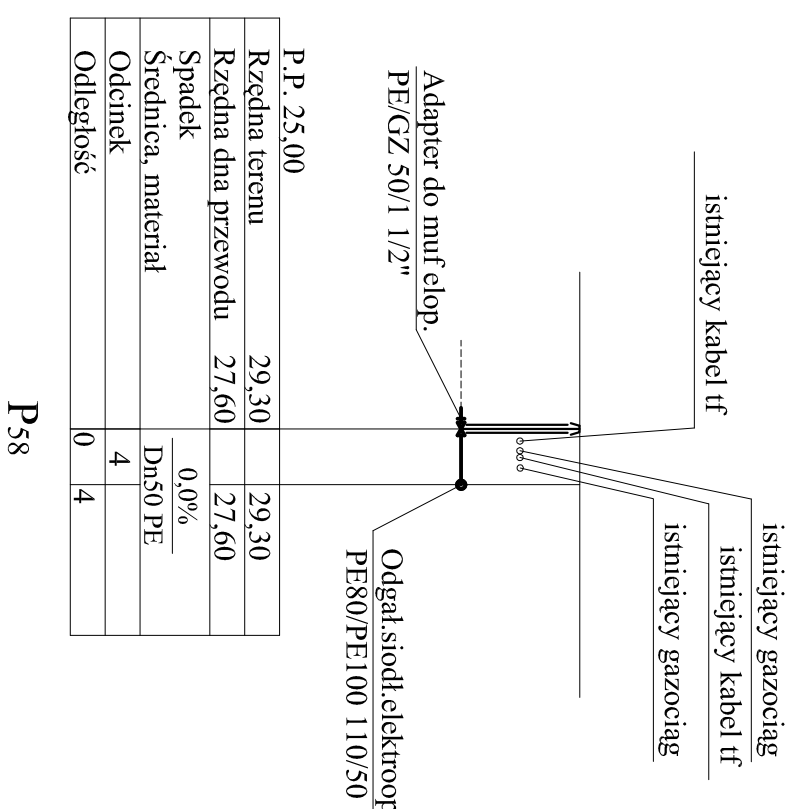 istniejący gazociąg
istniejący kabel tf
istniejący kabel tf
istniejący gazociąg
Adapter do muf elop.
PE/GZ 50/1 1/2"
Odgał.siodł.elektroop
PE80/PE100 110/50
P.P. 25,00
Rzędna terenu 29,30 29,30
Rzędna dna przewodu 27,60 27,60
Spadek 0,0%
Średnica, materiał Dn50 PE
Odcinek 4
Odległość 0 4
P58